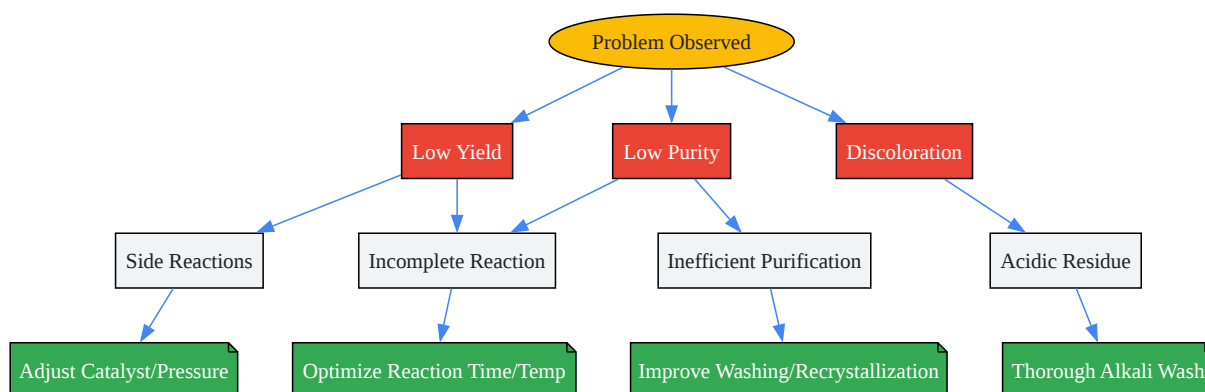 Problem Observed
Low Yield
Low Purity
Discoloration
Side Reactions
Incomplete Reaction
Inefficient Purification
Acidic Residue
Adjust Catalyst/Pressure
Optimize Reaction Time/Temp
Improve Washing/Recrystallization
Thorough Alkali Wash